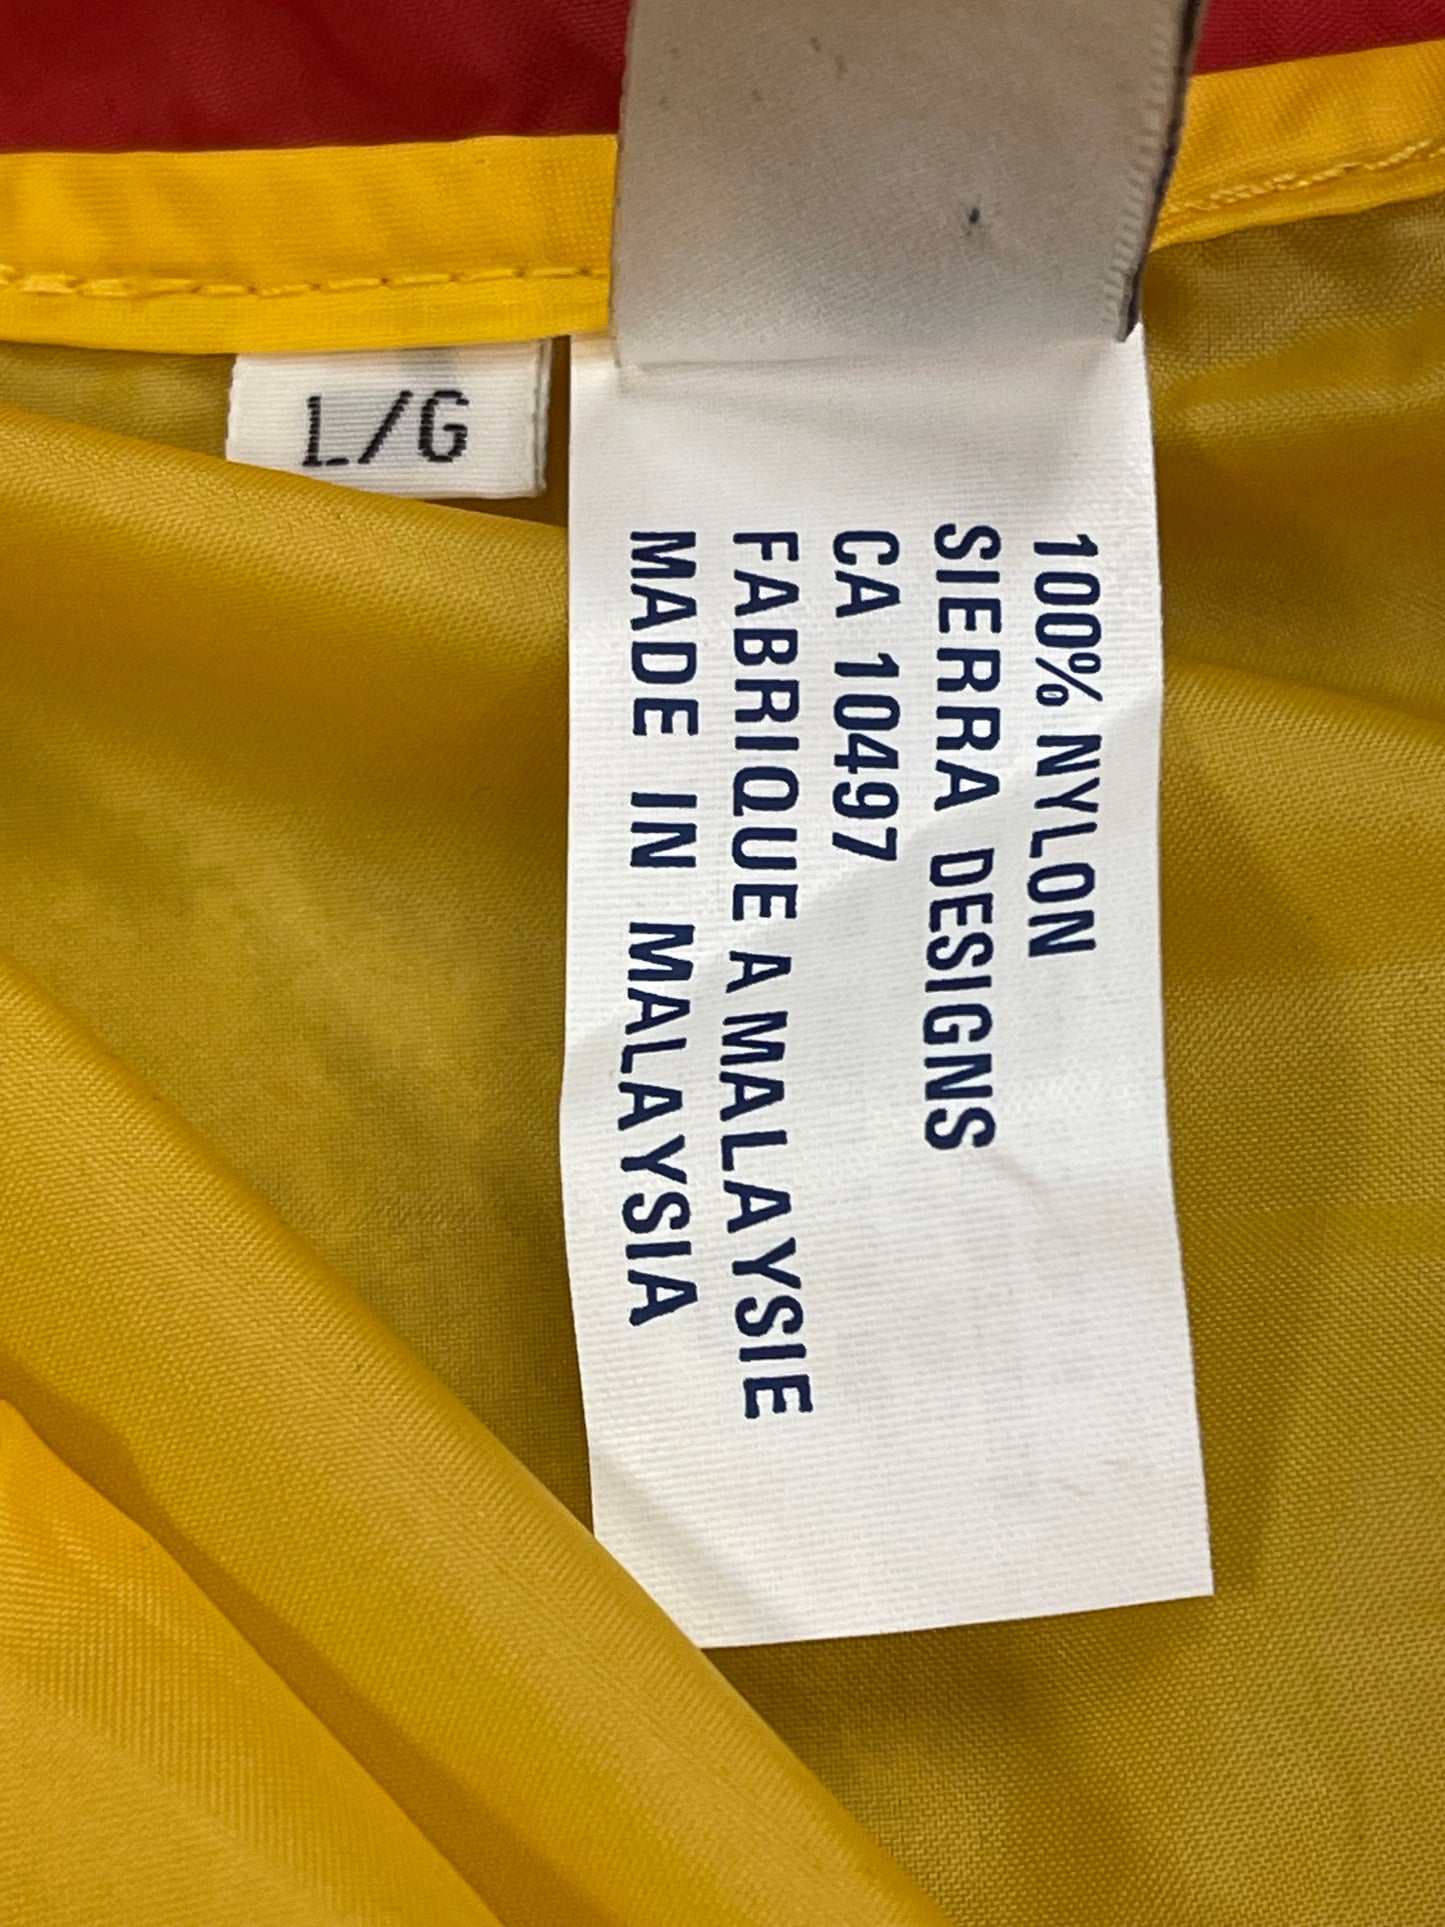 L/G
100% NYLON
SIERRA DESIGNS
CA 10497
FABRIQUE A MALAYSIE
MADE IN MALAYSIA